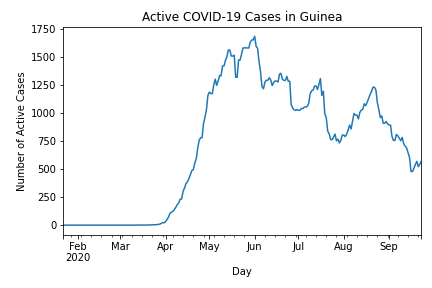 Active COVID-19 Cases in Guinea
1750
1500
1250
1000
750
500
250
0
Number of Active Cases
Feb Mar Apr May Jun Jul Aug Sep
2020
Day